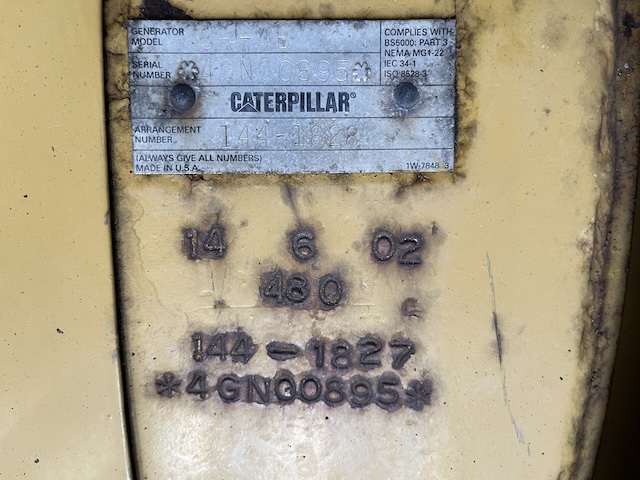 GENERATOR MODEL
COMPLIES WITH
BS5000: PART 3
NEMA MG1-22
IEC 34-1
ISO 8528-3
SERIAL NUMBER *4GN00895*
CATERPILLAR®
ARRANGEMENT NUMBER 144-1828
(ALWAYS GIVE ALL NUMBERS)
MADE IN U.S.A. 1W-7848 3
14 6 02
480
144-1827
*4GN00895*